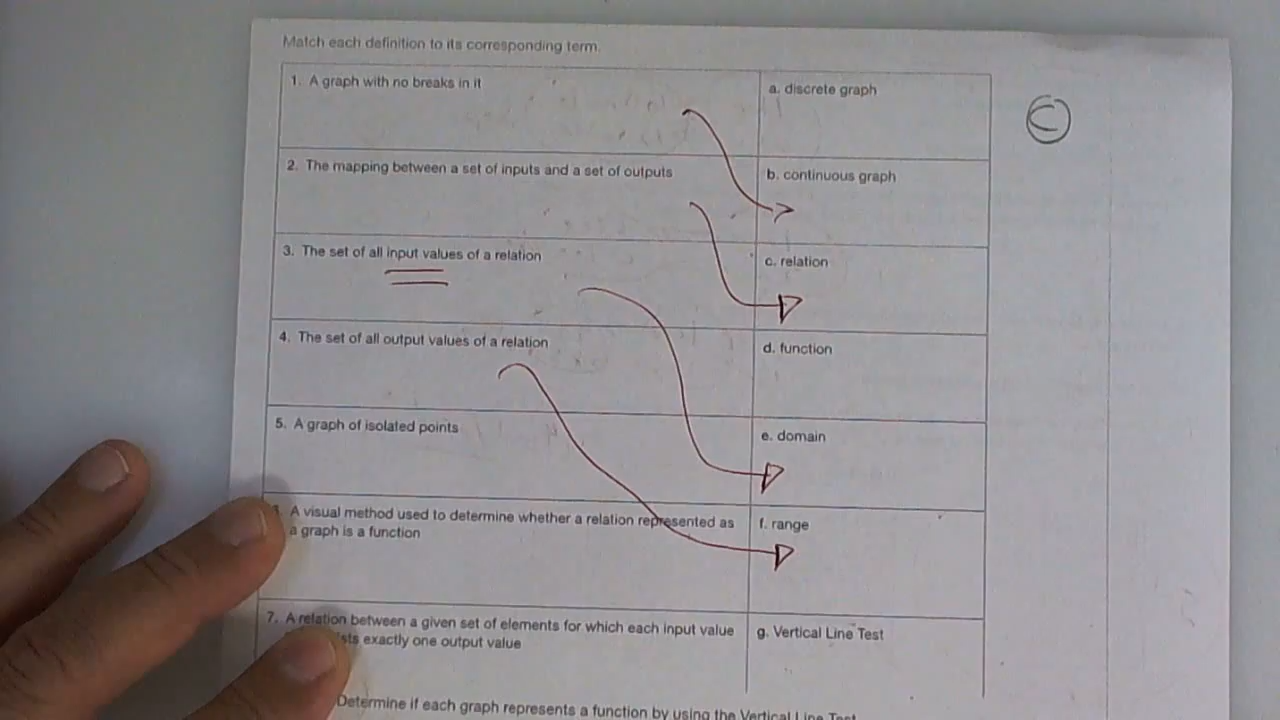 Match each definition to its corresponding term.
1. A graph with no breaks in it
a. discrete graph
2. The mapping between a set of inputs and a set of outputs
b. continuous graph
3. The set of all input values of a relation
c. relation
4. The set of all output values of a relation
d. function
5. A graph of isolated points
e. domain
A visual method used to determine whether a relation represented as
a graph is a function
f. range
7. A relation between a given set of elements for which each input value
exactly one output value
g. Vertical Line Test
Determine if each graph represents a function by using the Vertical Line Test
C